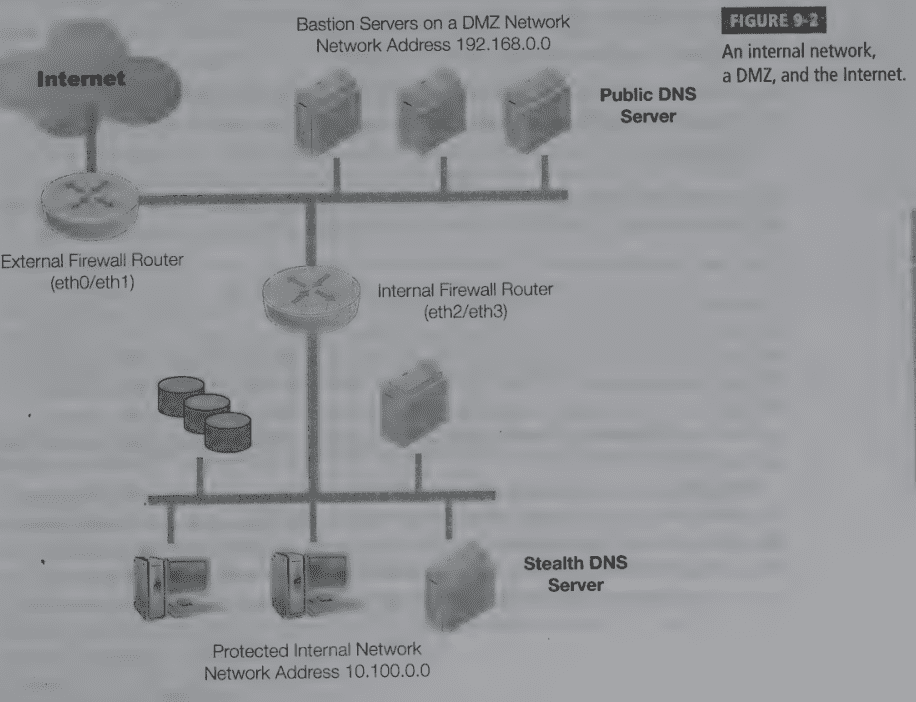 Bastion Servers on a DMZ Network
Network Address 192.168.0.0
FIGURE 9-2
An internal network,
a DMZ, and the Internet.
Internet
Public DNS
Server
External Firewall Router
(eth0/eth1)
Internal Firewall Router
(eth2/eth3)
Stealth DNS
Server
Protected Internal Network
Network Address 10.100.0.0